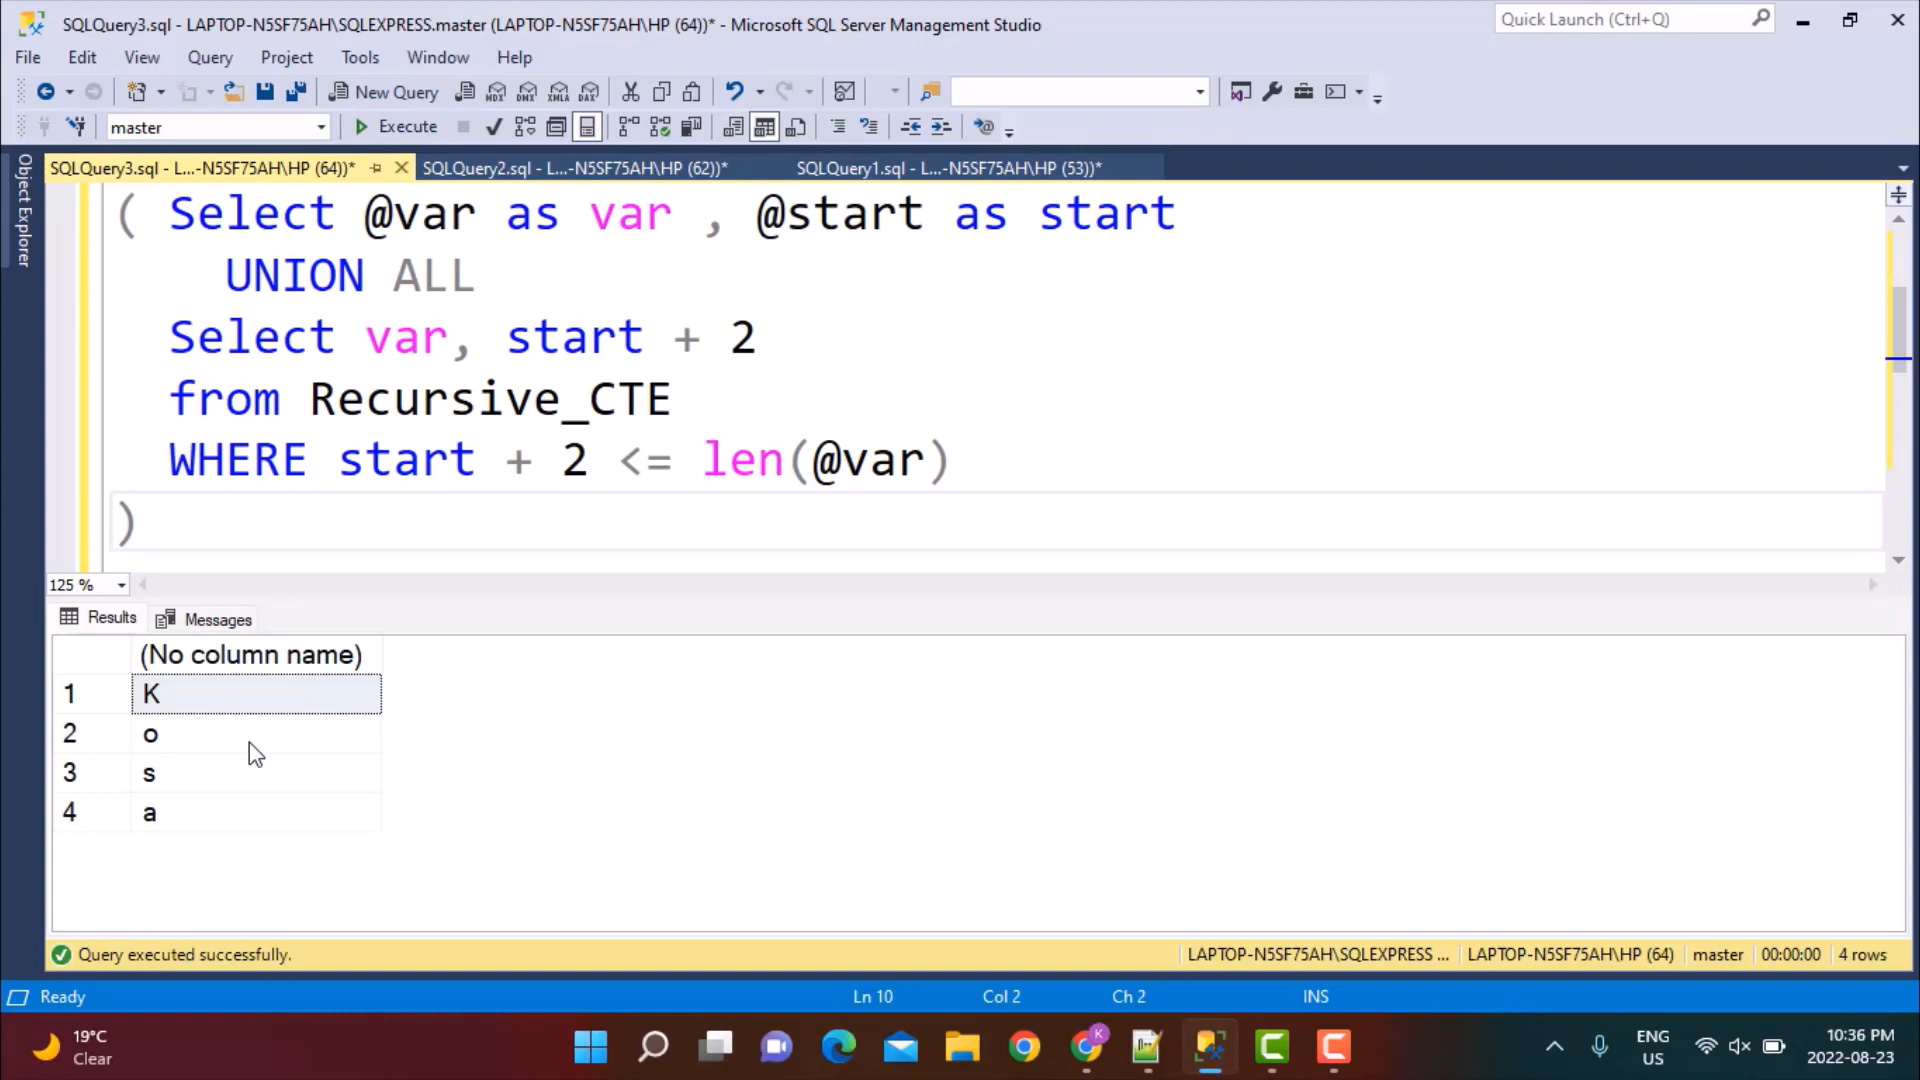 SQLQuery3.sql - LAPTOP-N5SF75AH\SQLEXPRESS.master (LAPTOP-N5SF75AH\HP (64))* - Microsoft SQL Server Management Studio
Quick Launch (Ctrl+Q)
File Edit View Query Project Tools Window Help
New Query MDX DMX XMLA DAX
master Execute
SQLQuery3.sql - L...-N5SF75AH\HP (64))* SQLQuery2.sql - L...-N5SF75AH\HP (62))* SQLQuery1.sql - L...-N5SF75AH\HP (53))*
Object Explorer
( Select @var as var , @start as start
UNION ALL
Select var, start + 2
from Recursive_CTE
WHERE start + 2 <= len(@var)
)
125 %
Results Messages
(No column name)
1 K
2 o
3 s
4 a
Query executed successfully. LAPTOP-N5SF75AH\SQLEXPRESS ... LAPTOP-N5SF75AH\HP (64) master 00:00:00 4 rows
Ready Ln 10 Col 2 Ch 2 INS
19°C
Clear
K
C C
ENG
US
10:36 PM
2022-08-23